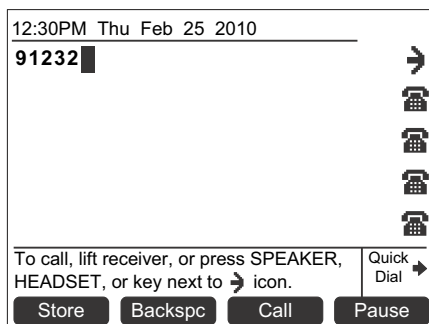 12:30PM Thu Feb 25 2010
91232
To call, lift receiver, or press SPEAKER,
HEADSET, or key next to icon.
Quick
Dial
Store Backspc Call Pause